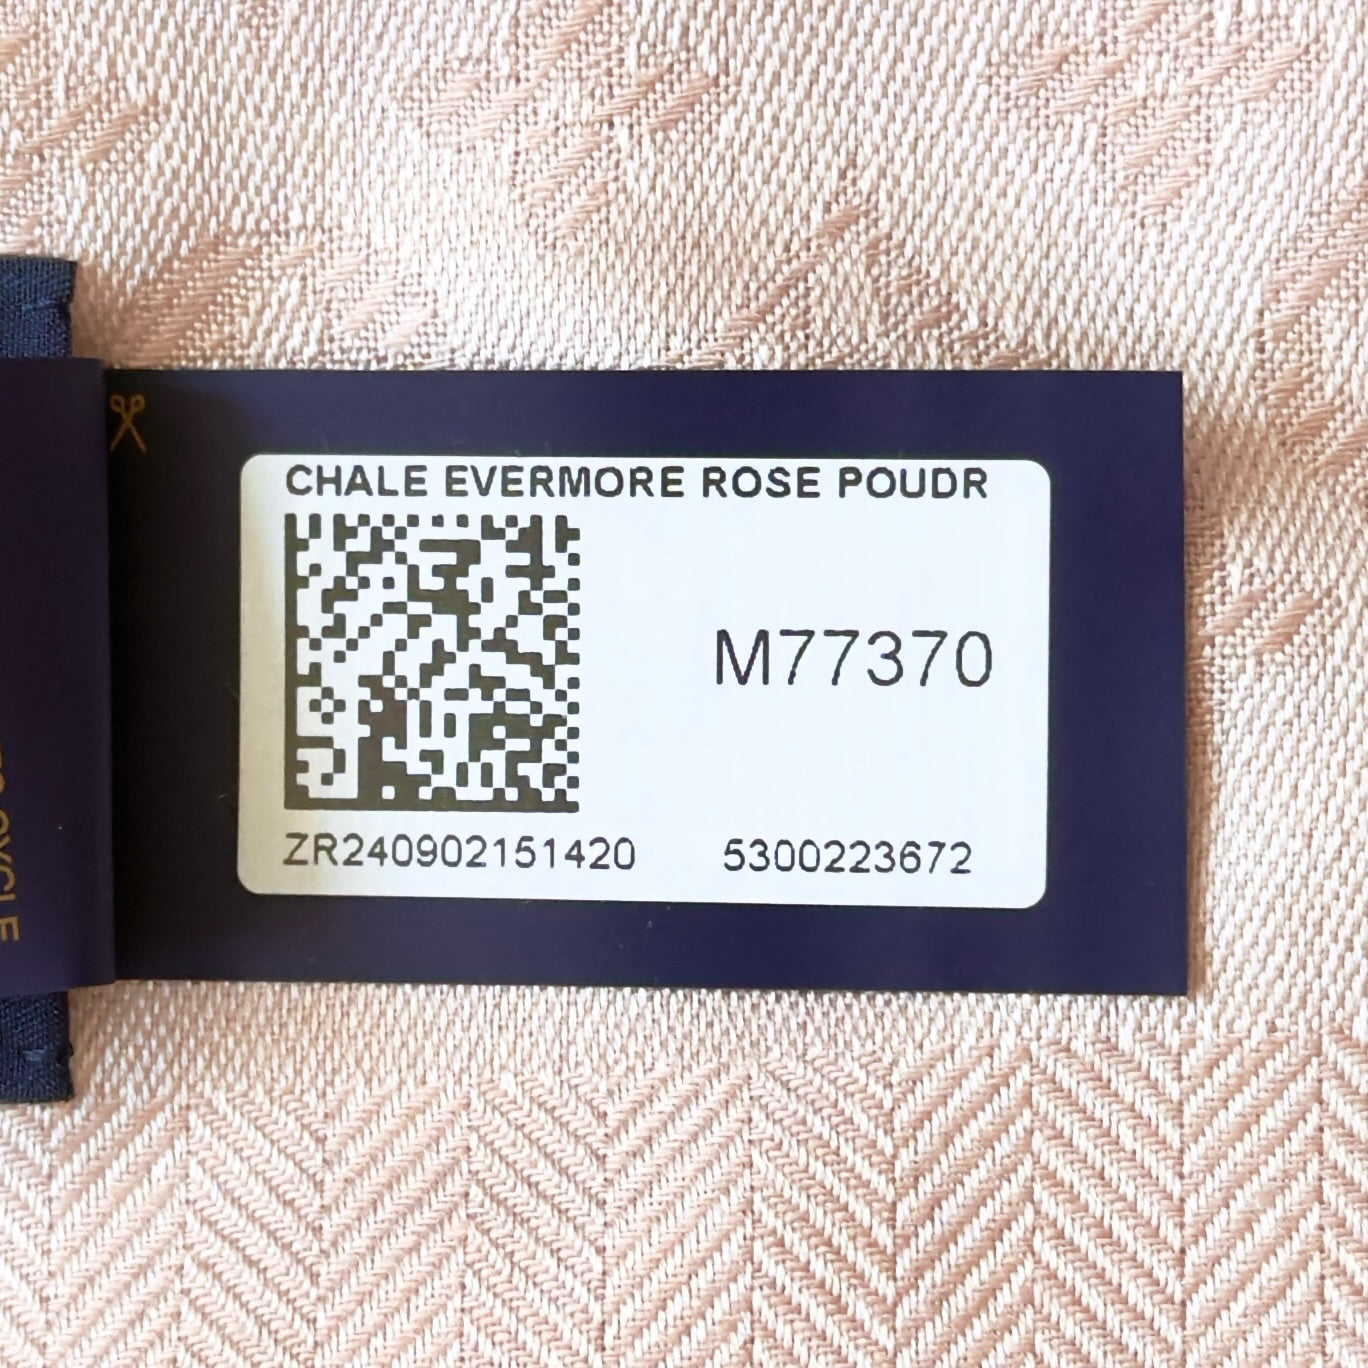 CHALE EVERMORE ROSE POUDR
M77370
ZR240902151420 5300223672